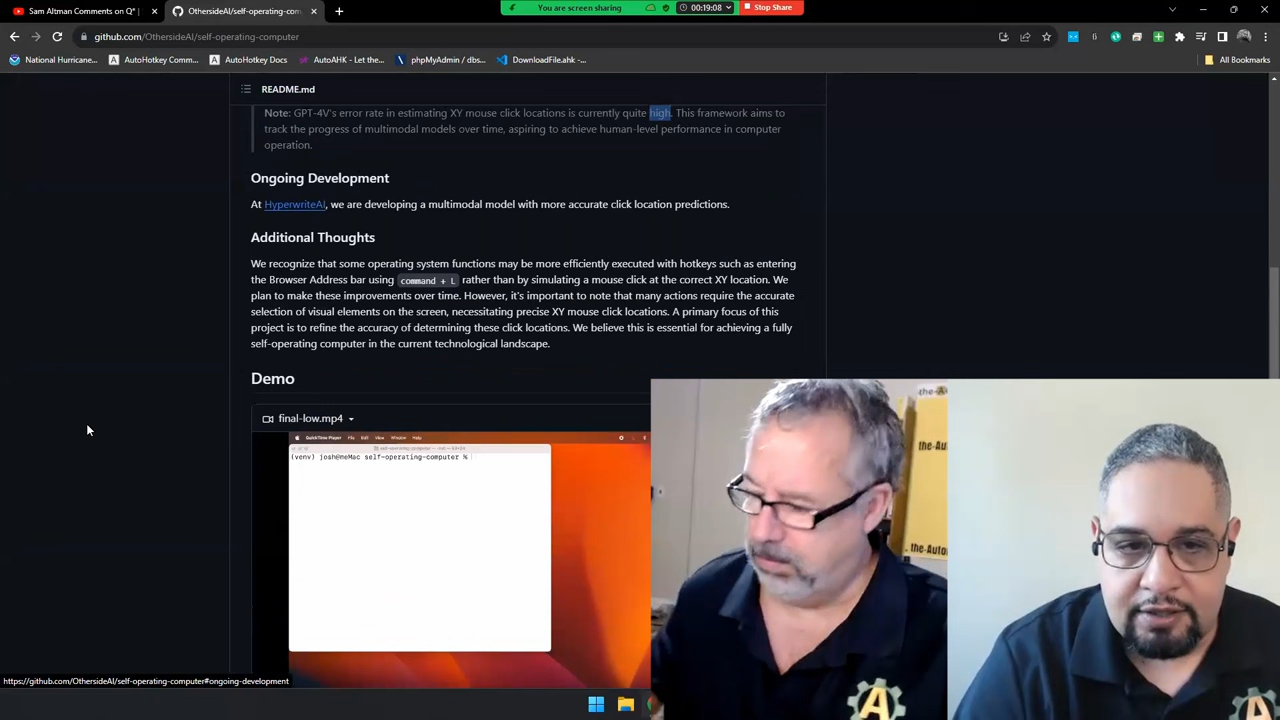 Sam Altman Comments on Q* |
OthersideAI/self-operating-com
You are screen sharing
00:19:08
Stop Share
github.com/OthersideAI/self-operating-computer
National Hurricane...
AutoHotkey Comm...
AutoHotkey Docs
AutoAHK - Let the...
phpMyAdmin / dbs...
DownloadFile.ahk -...
All Bookmarks
README.md
Note: GPT-4V's error rate in estimating XY mouse click locations is currently quite high. This framework aims to
track the progress of multimodal models over time, aspiring to achieve human-level performance in computer
operation.
Ongoing Development
At HyperwriteAI, we are developing a multimodal model with more accurate click location predictions.
Additional Thoughts
We recognize that some operating system functions may be more efficiently executed with hotkeys such as entering
the Browser Address bar using command + L rather than by simulating a mouse click at the correct XY location. We
plan to make these improvements over time. However, it's important to note that many actions require the accurate
selection of visual elements on the screen, necessitating precise XY mouse click locations. A primary focus of this
project is to refine the accuracy of determining these click locations. We believe this is essential for achieving a fully
self-operating computer in the current technological landscape.
Demo
final-low.mp4
QuickTime Player File Edit View Window Help
(venv) josh@neMac self-operating-computer %
the-A
the-Auto
A
A
https://github.com/OthersideAI/self-operating-computer#ongoing-development